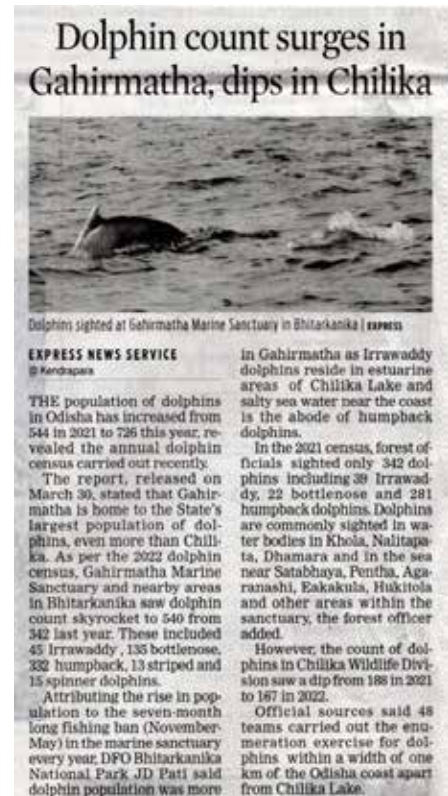 Dolphin count surges in
Gahirmatha, dips in Chilika
Dolphins sighted at Gahirmatha Marine Sanctuary in Bhitarkanika | EXPRESS
EXPRESS NEWS SERVICE
@ Kendrapara
THE population of dolphins
in Odisha has increased from
544 in 2021 to 726 this year, re-
vealed the annual dolphin
census carried out recently.
The report, released on
March 30, stated that Gahir-
matha is home to the State's
largest population of dol-
phins, even more than Chili-
ka. As per the 2022 dolphin
census, Gahirmatha Marine
Sanctuary and nearby areas
in Bhitarkanika saw dolphin
count skyrocket to 540 from
342 last year. These included
45 Irrawaddy , 135 bottlenose,
332 humpback, 13 striped and
15 spinner dolphins.
Attributing the rise in pop-
ulation to the seven-month
long fishing ban (November-
May) in the marine sanctuary
every year, DFO Bhitarkanika
National Park JD Pati said
dolphin population was more
in Gahirmatha as Irrawaddy
dolphins reside in estuarine
areas of Chilika Lake and
salty sea water near the coast
is the abode of humpback
dolphins.
In the 2021 census, forest of-
ficials sighted only 342 dol-
phins including 39 Irrawad-
dy, 22 bottlenose and 281
humpback dolphins. Dolphins
are commonly sighted in wa-
ter bodies in Khola, Nalitapa-
ta, Dhamara and in the sea
near Satabhaya, Pentha, Aga-
ranashi, Eakakula, Hukitola
and other areas within the
sanctuary, the forest officer
added.
However, the count of dol-
phins in Chilika Wildlife Divi-
sion saw a dip from 188 in 2021
to 167 in 2022.
Official sources said 48
teams carried out the enu-
meration exercise for dol-
phins within a width of one
km of the Odisha coast apart
from Chilika Lake.